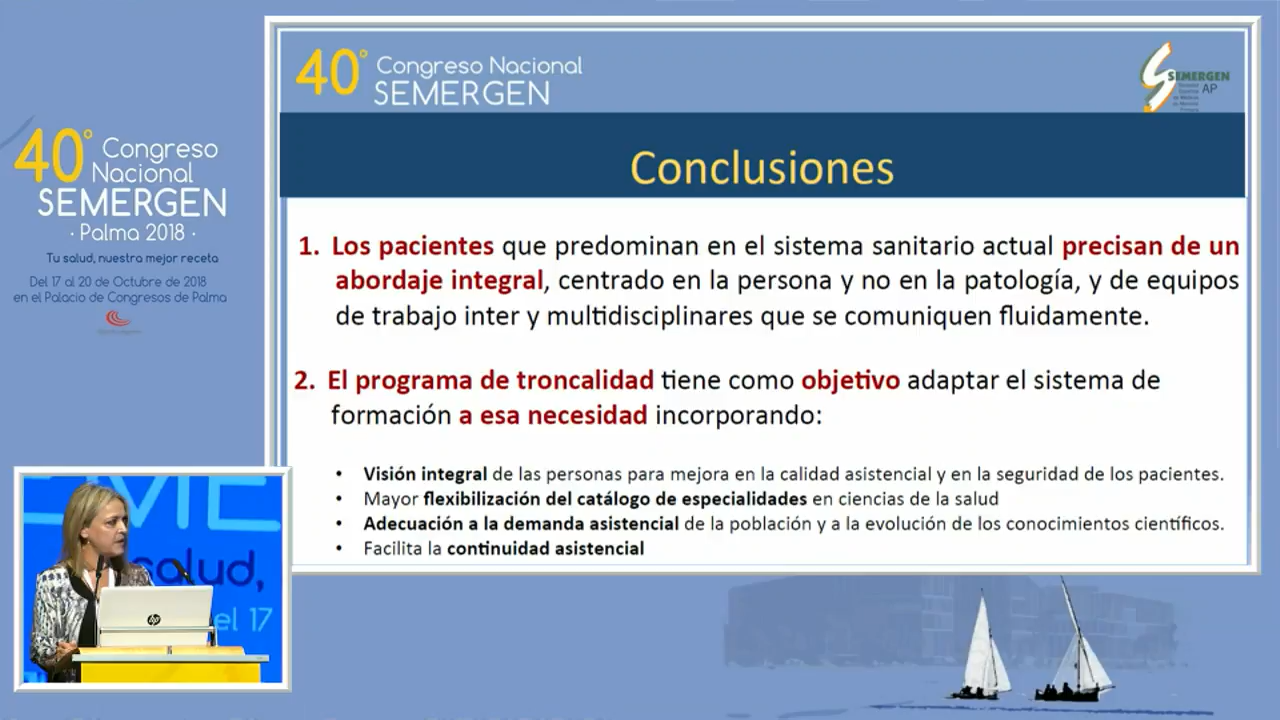 40° Congreso
Nacional
SEMERGEN
· Palma 2018 ·
Tu salud, nuestra mejor receta
Del 17 al 20 de Octubre de 2018
en el Palacio de Congresos de Palma
40° Congreso Nacional
SEMERGEN
SEMERGEN
AP
Conclusiones
1. Los pacientes que predominan en el sistema sanitario actual precisan de un
abordaje integral, centrado en la persona y no en la patología, y de equipos
de trabajo inter y multidisciplinares que se comuniquen fluidamente.
2. El programa de troncalidad tiene como objetivo adaptar el sistema de
formación a esa necesidad incorporando:
• Visión integral de las personas para mejora en la calidad asistencial y en la seguridad de los pacientes.
• Mayor flexibilización del catálogo de especialidades en ciencias de la salud
• Adecuación a la demanda asistencial de la población y a la evolución de los conocimientos científicos.
• Facilita la continuidad asistencial
EME
salud,
el 17
hp